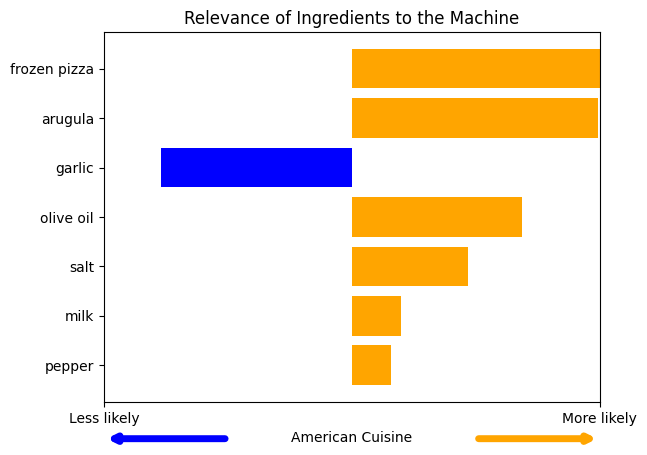 Relevance of Ingredients to the Machine
frozen pizza
arugula
garlic
olive oil
salt
milk
pepper
Less likely
More likely
American Cuisine